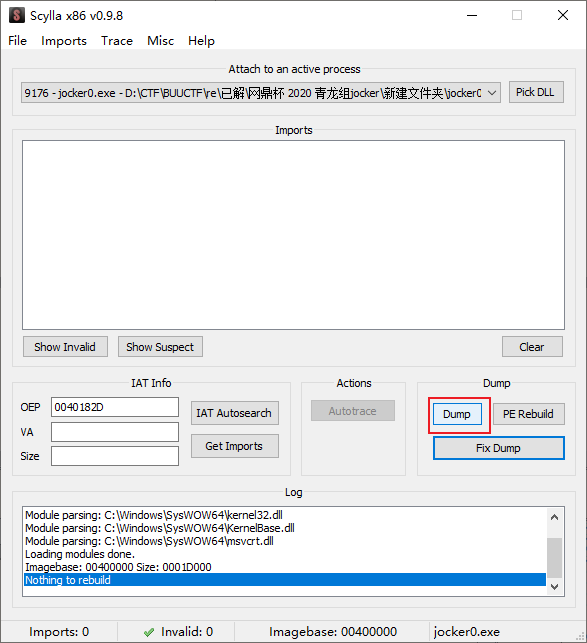 Scylla x86 v0.9.8
File Imports Trace Misc Help
Attach to an active process
9176 - jocker0.exe - D:\CTF\BUUCTF\re\已解\网鼎杯 2020 青龙组jocker\新建文件夹\jocker0
Pick DLL
Imports
Show Invalid Show Suspect Clear
IAT Info
OEP 0040182D
VA
Size
IAT Autosearch
Get Imports
Actions
Autotrace
Dump
Dump PE Rebuild
Fix Dump
Log
Module parsing: C:\Windows\SysWOW64\kernel32.dll
Module parsing: C:\Windows\SysWOW64\KernelBase.dll
Module parsing: C:\Windows\SysWOW64\msvcrt.dll
Loading modules done.
Imagebase: 00400000 Size: 0001D000
Nothing to rebuild
Imports: 0 Invalid: 0 Imagebase: 00400000 jocker0.exe